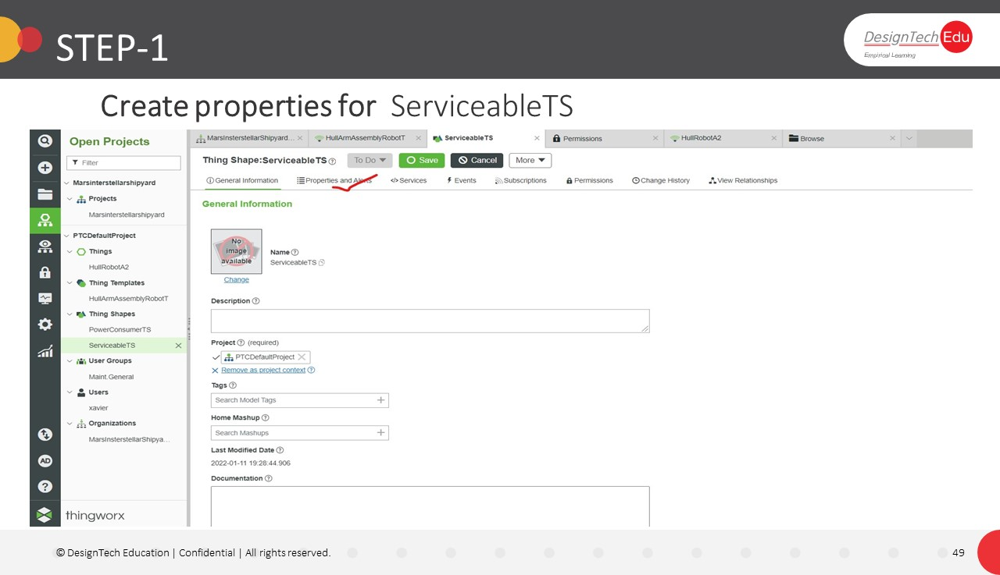 STEP-1
DesignTech Edu
Empirical Learning
Create properties for ServiceableTS
Open Projects
Filter
Marsinterstellarshipyard
Projects
Marsinterstellarshipyard
PTCDefaultProject
Things
HullRobotA2
Thing Templates
HullArmAssemblyRobotT
Thing Shapes
PowerConsumerTS
ServiceableTS
User Groups
Maint.General
Users
xavier
Organizations
MarsInsterstellarShipya...
AD
thingworx
MarsInsterstellarShipyard... HullArmAssemblyRobotT ServiceableTS Permissions HullRobotA2 Browse
Thing Shape:ServiceableTS To Do Save Cancel More
General Information Properties and Alerts Services Events Subscriptions Permissions Change History View Relationships
General Information
No
image
available
Change
Name
ServiceableTS
Description
Project (required)
PTCDefaultProject
Remove as project context
Tags
Search Model Tags
Home Mashup
Search Mashups
Last Modified Date
2022-01-11 19:28:44.906
Documentation
© DesignTech Education | Confidential | All rights reserved.
49